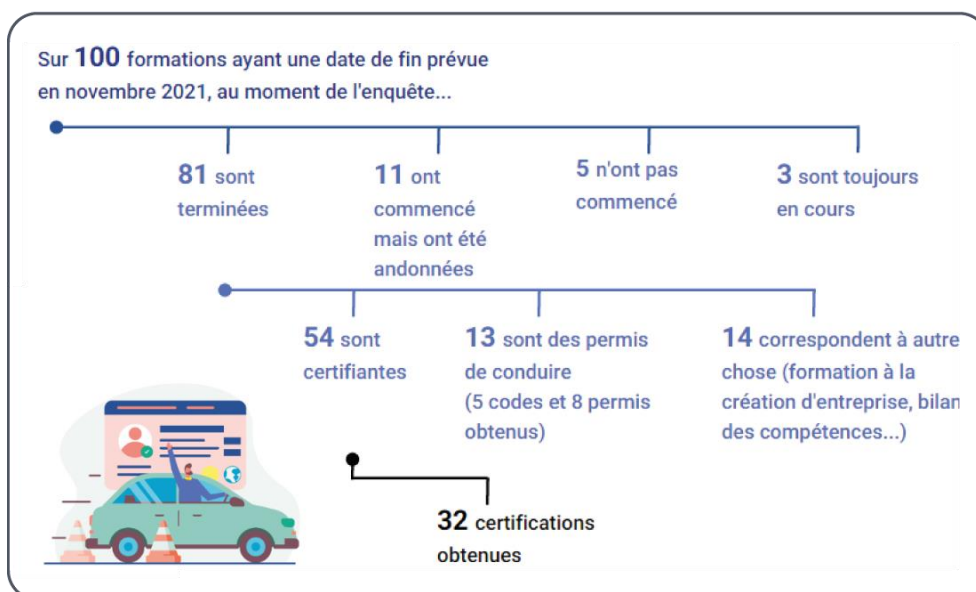 Sur 100 formations ayant une date de fin prévue
en novembre 2021, au moment de l'enquête...
81 sont
terminées
11 ont
commencé
mais ont été
andonnées
5 n'ont pas
commencé
3 sont toujours
en cours
54 sont
certifiantes
13 sont des permis
de conduire
(5 codes et 8 permis
obtenus)
14 correspondent à autre
chose (formation à la
création d'entreprise, bilan
des compétences...)
32 certifications
obtenues